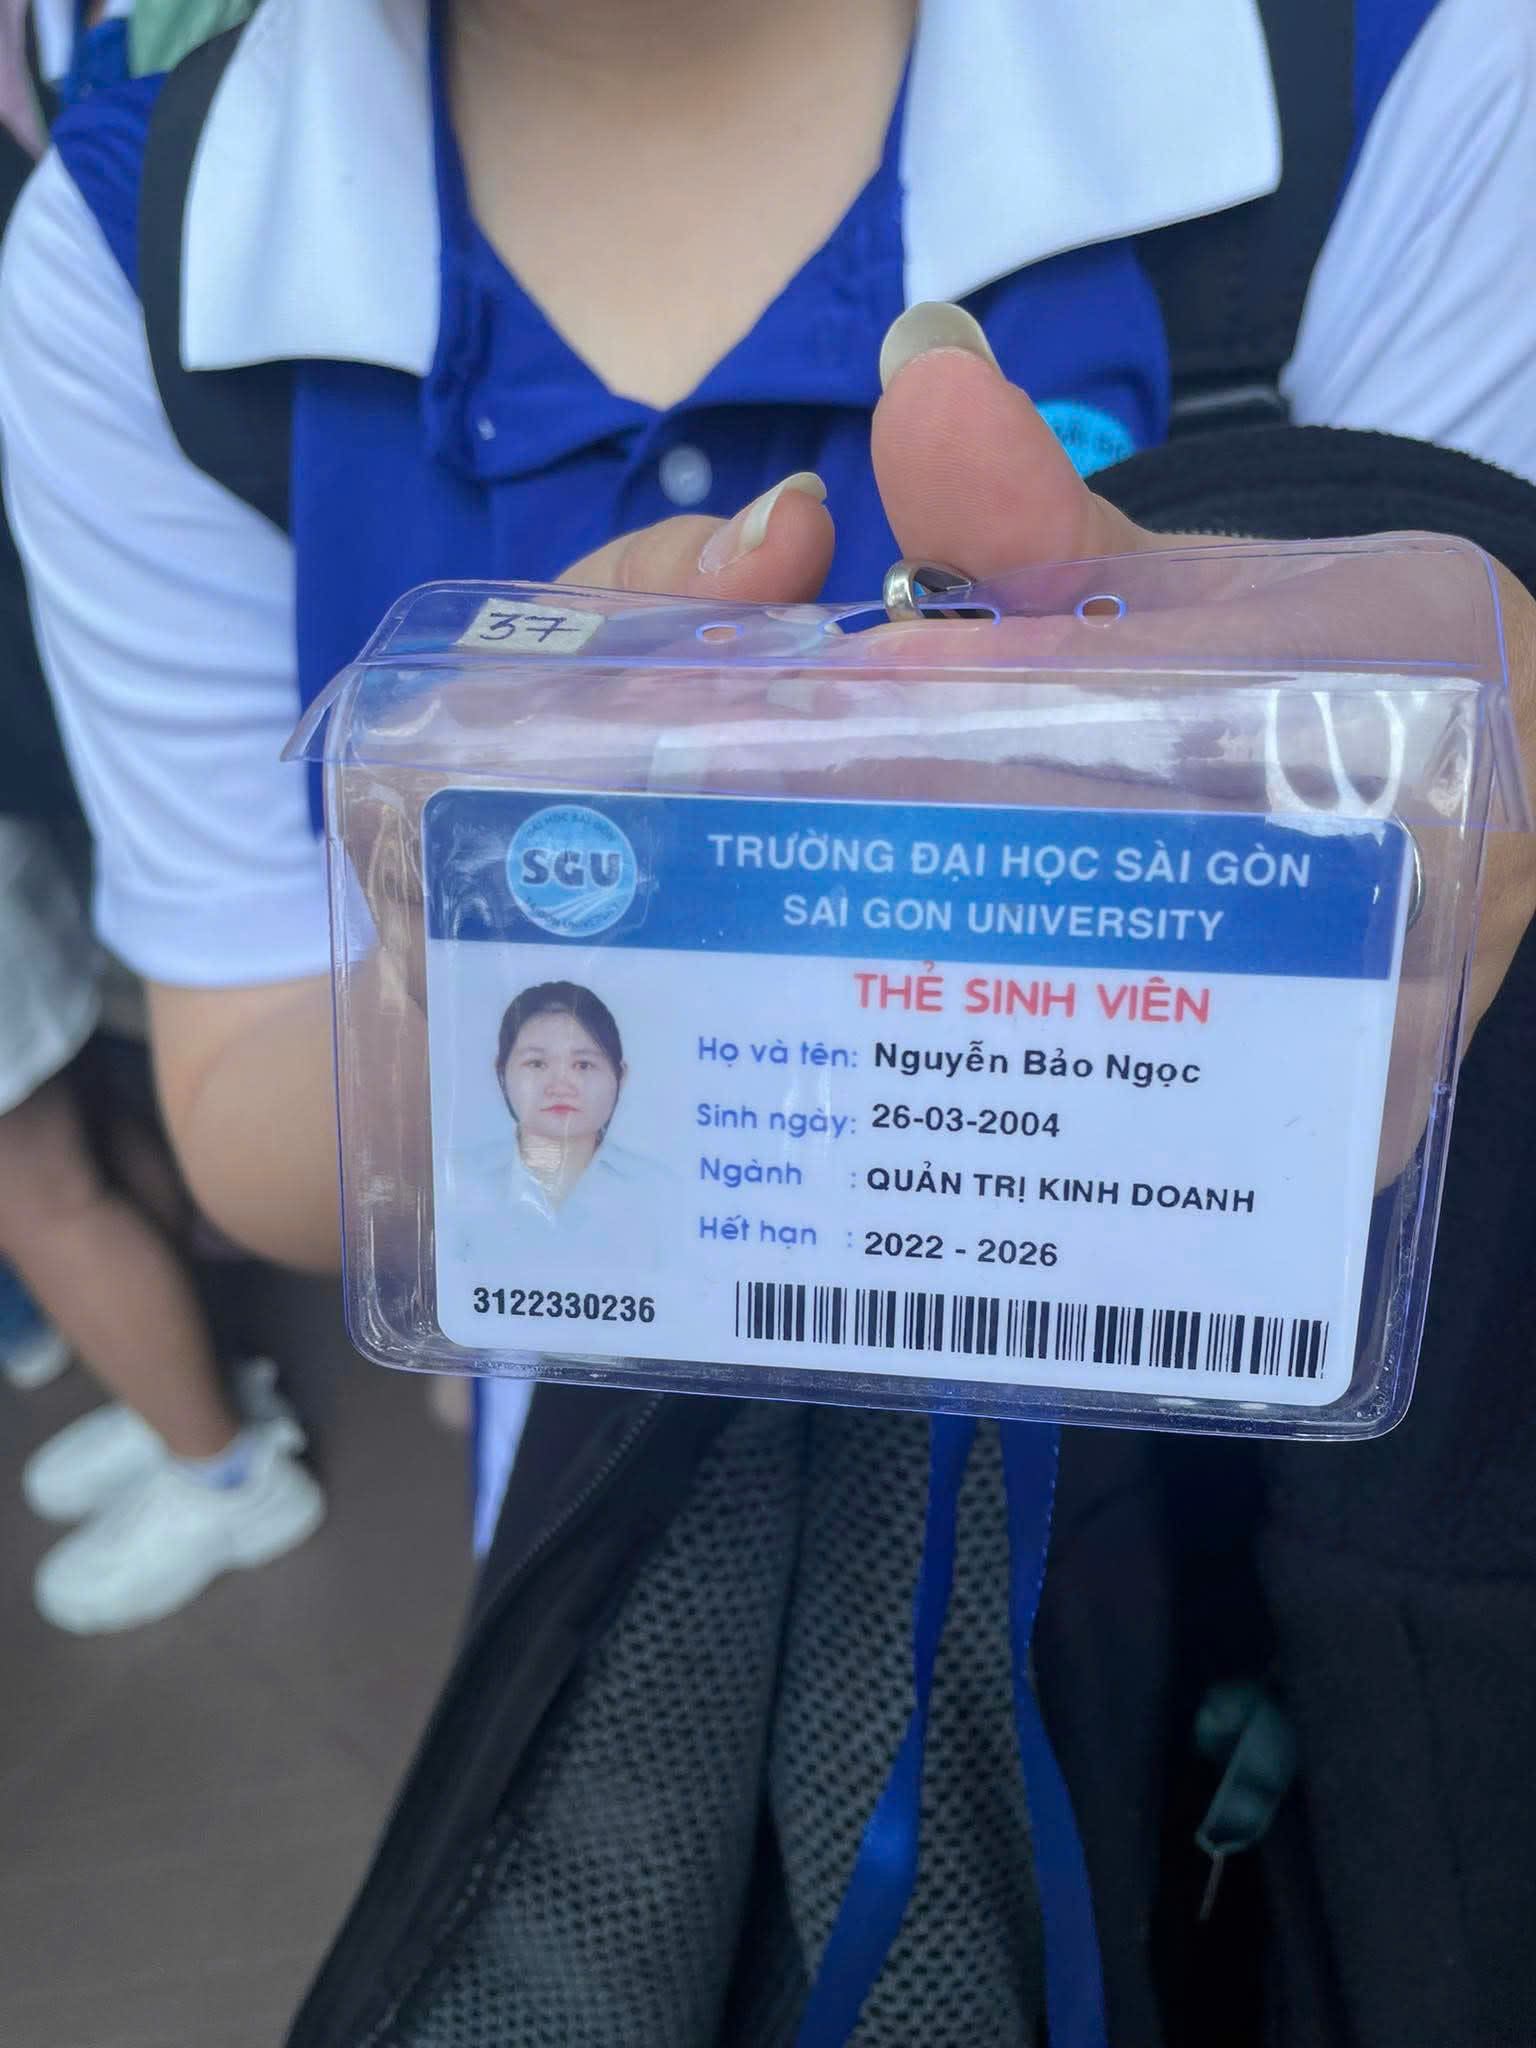 37
SGU
TRƯỜNG ĐẠI HỌC SÀI GÒN
SAI GON UNIVERSITY
THẺ SINH VIÊN
Họ và tên: Nguyễn Bảo Ngọc
Sinh ngày: 26-03-2004
Ngành : QUẢN TRỊ KINH DOANH
Hết hạn : 2022 - 2026
3122330236